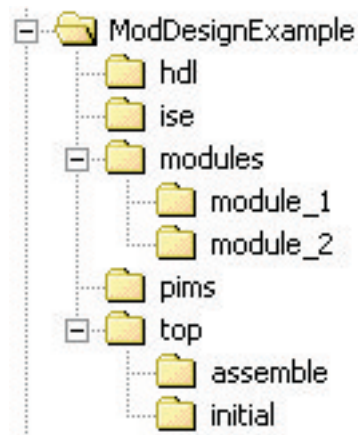 ModDesignExample
hdl
ise
modules
module_1
module_2
pims
top
assemble
initial